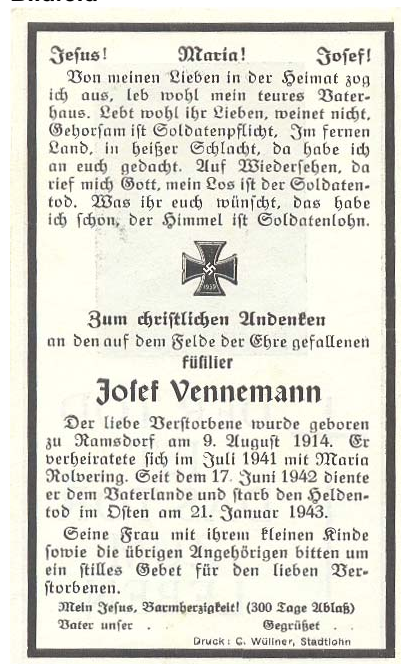 Jesus! Maria! Josef!
Von meinen Lieben in der Heimat zog
ich aus, leb wohl mein teures Vater-
haus. Lebt wohl ihr Lieben, weinet nicht,
Gehorsam ist Soldatenpflicht. Im fernen
Land, in heißer Schlacht, da habe ich
an euch gedacht. Auf Wiedersehen, da
rief mich Gott, mein Los ist der Soldaten-
tod. Was ihr euch wünscht, das habe
ich schon, der Himmel ist Soldatenlohn.
1939
Zum christlichen Andenken
an den auf dem Felde der Ehre gefallenen
Füsilier
Josef Vennemann
Der liebe Verstorbene wurde geboren
zu Ramsdorf am 9. August 1914. Er
verheiratete sich im Juli 1941 mit Maria
Rolvering. Seit dem 17. Juni 1942 diente
er dem Vaterlande und starb den Helden-
tod im Osten am 21. Januar 1943.
Seine Frau mit ihrem kleinen Kinde
sowie die übrigen Angehörigen bitten um
ein stilles Gebet für den lieben Ver-
storbenen.
Mein Jesus, Barmherzigkeit! (300 Tage Ablaß)
Vater unser . . Gegrüßet . .
Druck: C. Wüllner, Stadtlohn